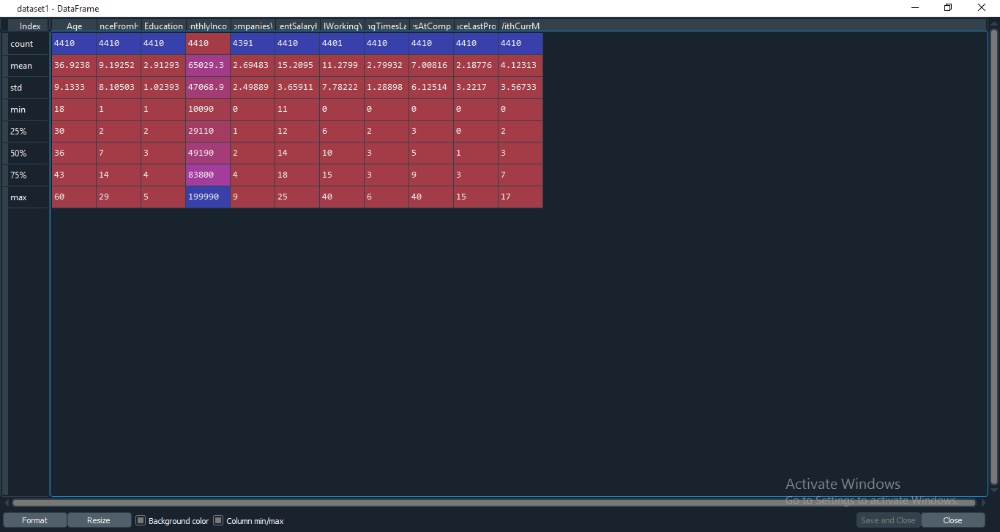 dataset1 - DataFrame
Index Age nceFromH Education nthlyInco ompaniesW entSalaryH lWorkingY ngTimesLa rsAtComp nceLastPro WithCurrM
count 4410 4410 4410 4410 4391 4410 4401 4410 4410 4410 4410
mean 36.9238 9.19252 2.91293 65029.3 2.69483 15.2095 11.2799 2.79932 7.00816 2.18776 4.12313
std 9.1333 8.10503 1.02393 47068.9 2.49889 3.65911 7.78222 1.28898 6.12514 3.2217 3.56733
min 18 1 1 10090 0 11 0 0 0 0 0
25% 30 2 2 29110 1 12 6 2 3 0 2
50% 36 7 3 49190 2 14 10 3 5 1 3
75% 43 14 4 83800 4 18 15 3 9 3 7
max 60 29 5 199990 9 25 40 6 40 15 17
Activate Windows
Go to Settings to activate Windows.
Format Resize Background color Column min/max Save and Close Close